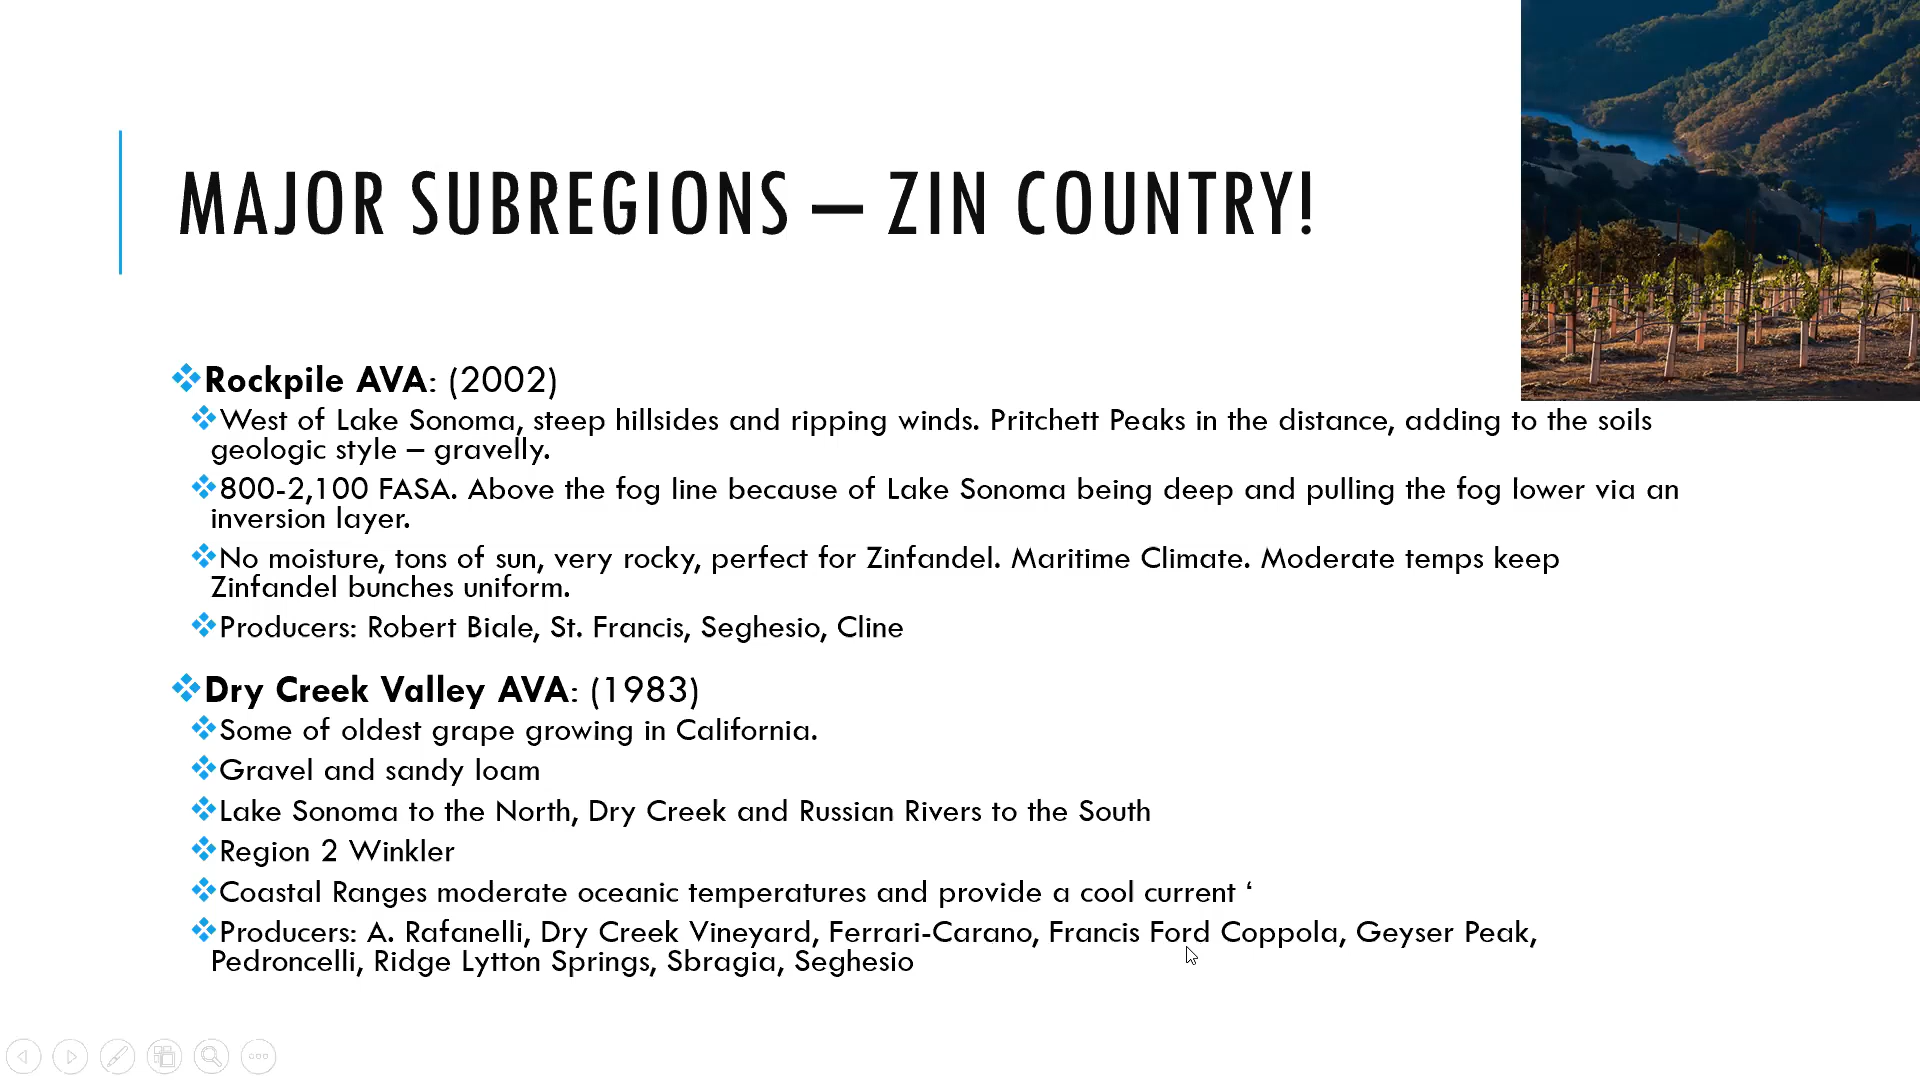 MAJOR SUBREGIONS – ZIN COUNTRY!
Rockpile AVA: (2002)
West of Lake Sonoma, steep hillsides and ripping winds. Pritchett Peaks in the distance, adding to the soils
geologic style – gravelly.
800-2,100 FASA. Above the fog line because of Lake Sonoma being deep and pulling the fog lower via an
inversion layer.
No moisture, tons of sun, very rocky, perfect for Zinfandel. Maritime Climate. Moderate temps keep
Zinfandel bunches uniform.
Producers: Robert Biale, St. Francis, Seghesio, Cline
Dry Creek Valley AVA: (1983)
Some of oldest grape growing in California.
Gravel and sandy loam
Lake Sonoma to the North, Dry Creek and Russian Rivers to the South
Region 2 Winkler
Coastal Ranges moderate oceanic temperatures and provide a cool current ‘
Producers: A. Rafanelli, Dry Creek Vineyard, Ferrari-Carano, Francis Ford Coppola, Geyser Peak,
Pedroncelli, Ridge Lytton Springs, Sbragia, Seghesio